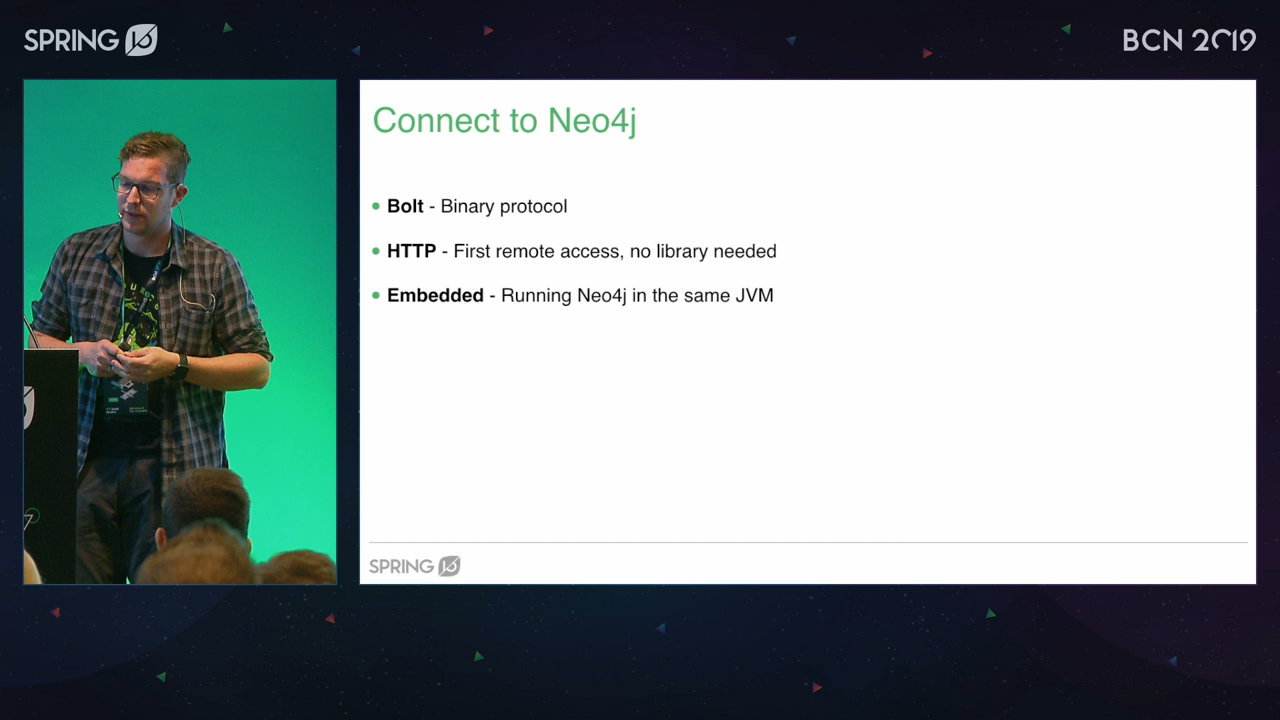 SPRING
BCN 2019
Connect to Neo4j
Bolt - Binary protocol
HTTP - First remote access, no library needed
Embedded - Running Neo4j in the same JVM
SPRING